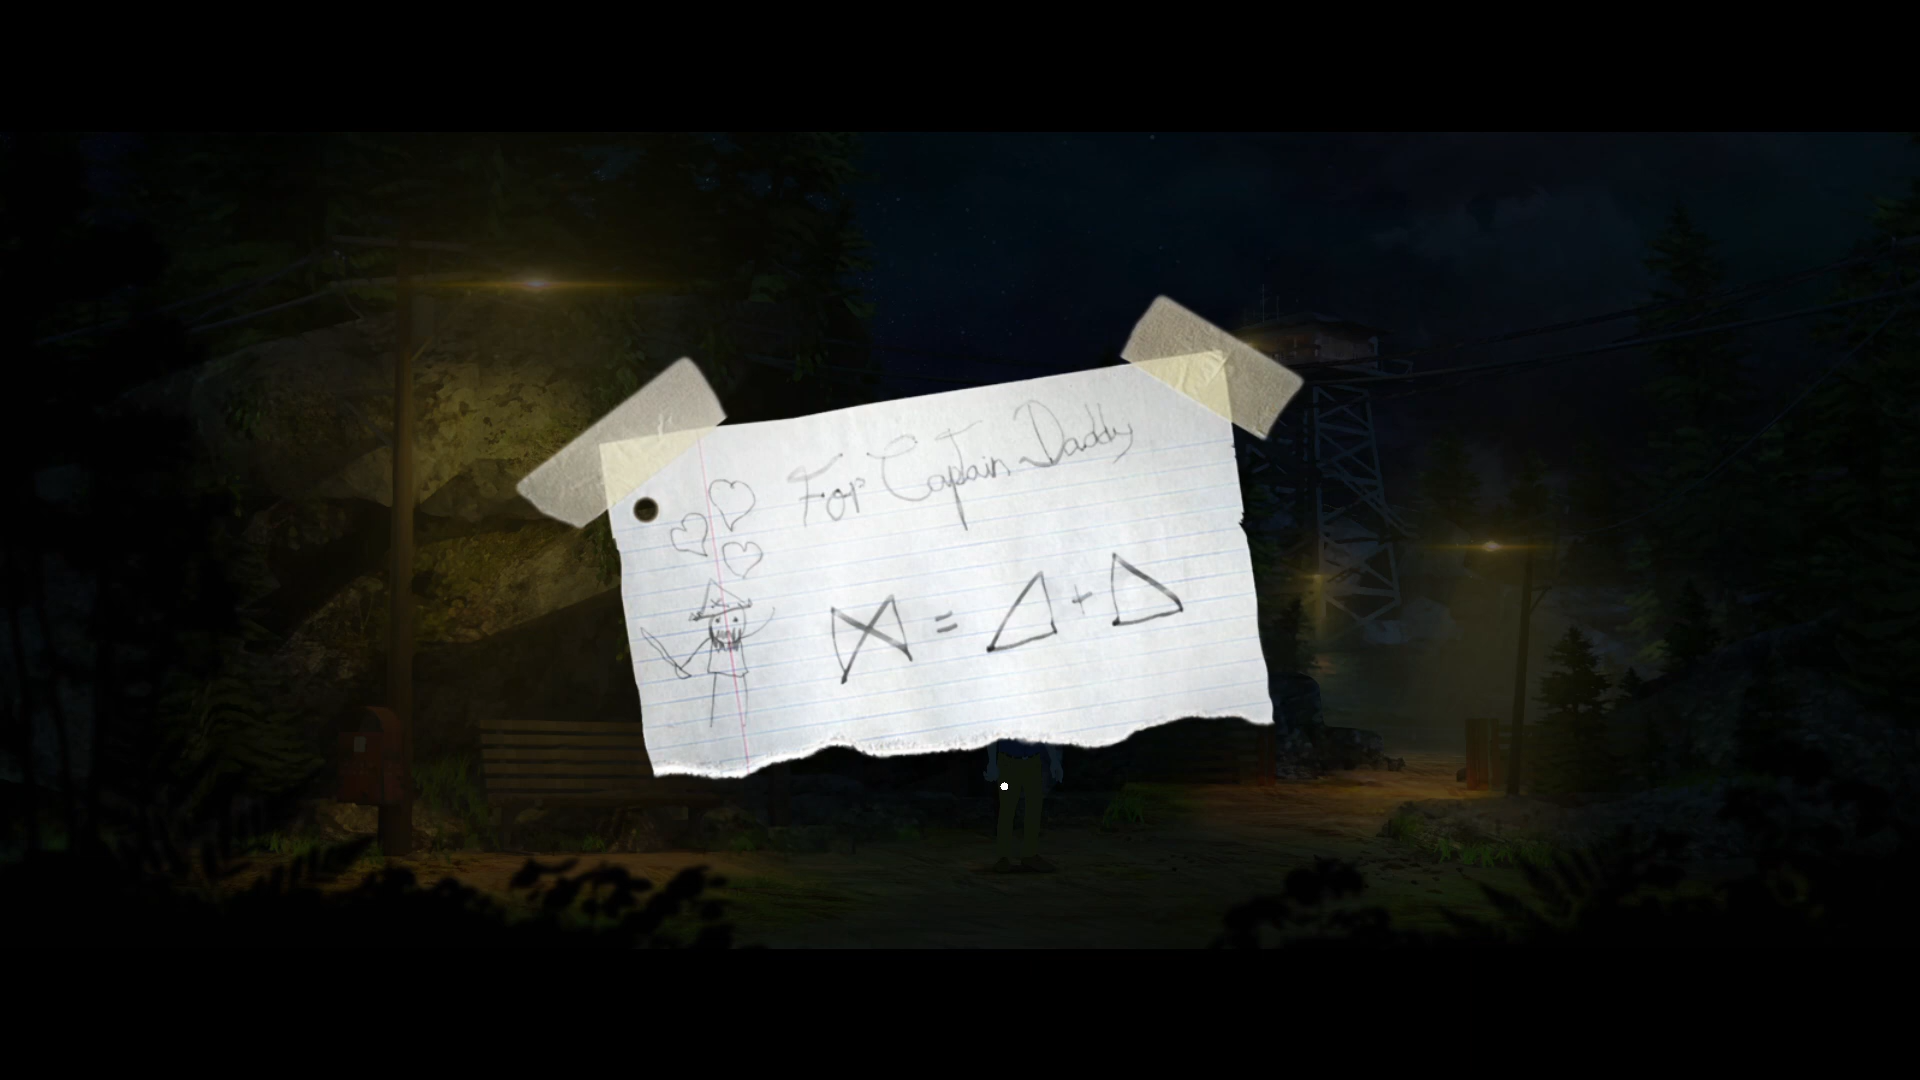 For Captain Daddy
= +